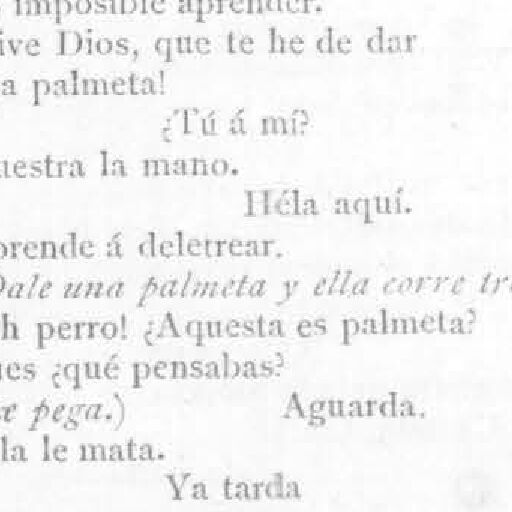 imposible aprender.
ive Dios, que te he de dar
a palmeta!
¿Tú á mí?
uestra la mano.
Héla aquí.
prende á deletrear.
Dale una palmeta y ella corre tr
h perro! ¿Aquesta es palmeta?
ues ¿qué pensabas?
e pega.) Aguarda.
la le mata.
Ya tarda